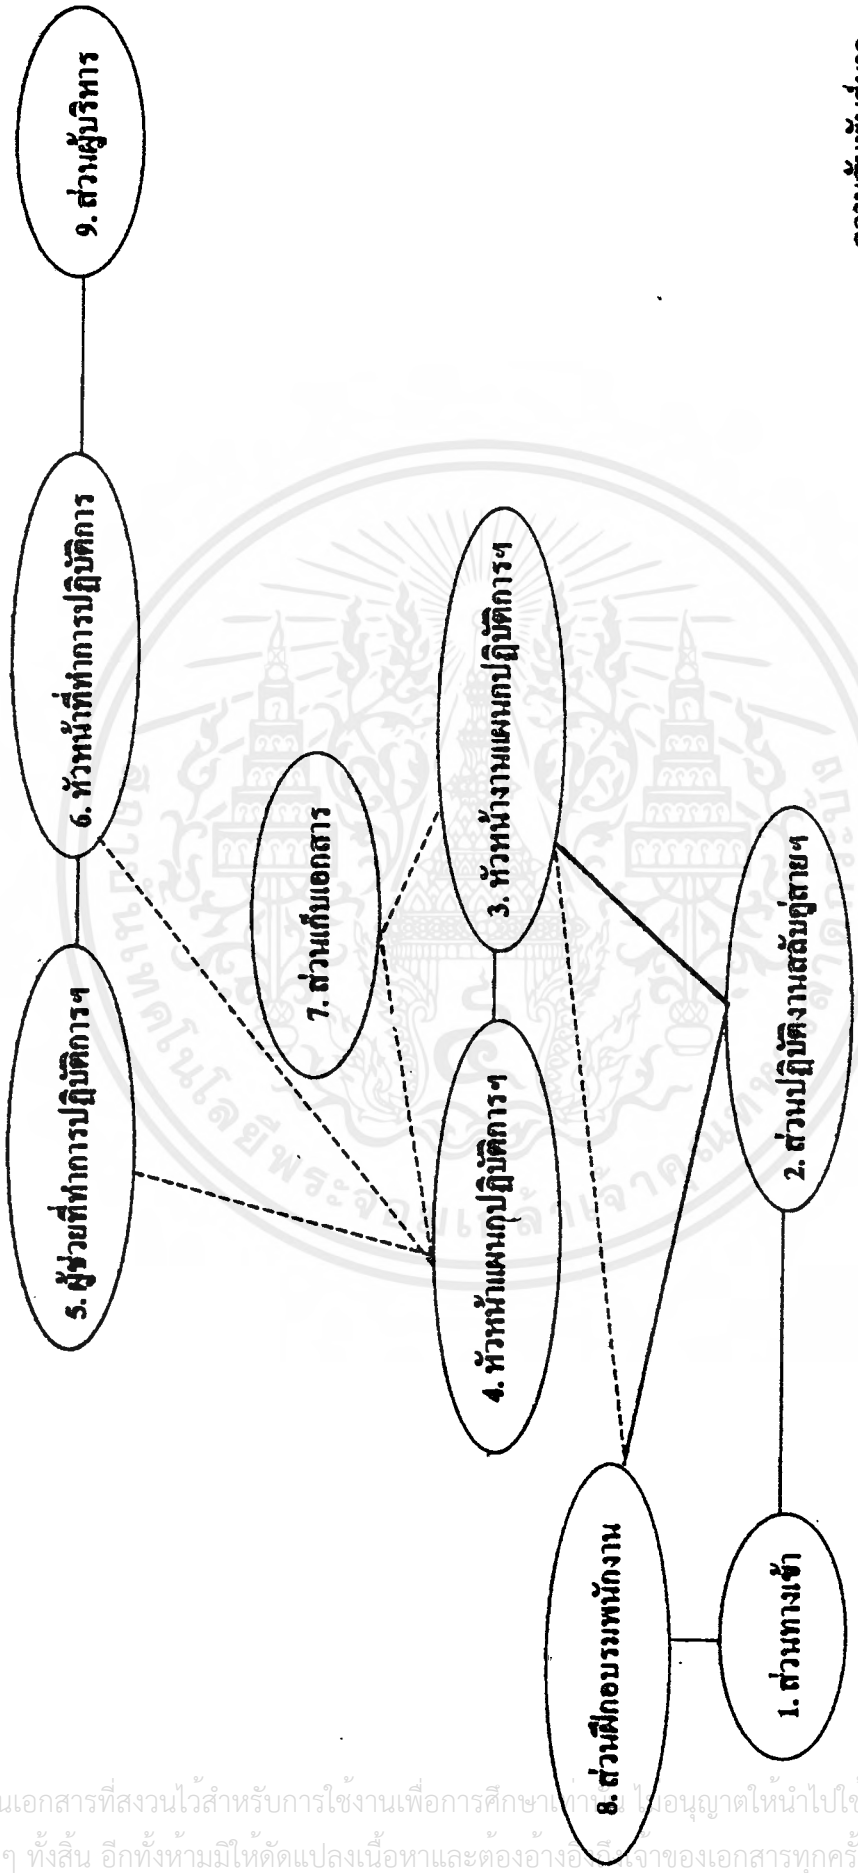 9. ส่วนผู้บริหาร
6. หัวหน้าที่ทำการปฏิบัติการ
5. ผู้ช่วยที่ทำการปฏิบัติการฯ
7. ส่วนเก็บเอกสาร
3. หัวหน้างานแผนกปฏิบัติการฯ
4. หัวหน้าแผนกปฏิบัติการฯ
2. ส่วนปฏิบัติงานสลับคู่สายฯ
8. ส่วนฝึกอบรมพนักงาน
1. ส่วนทางเข้า
นเอกสารที่สงวนไว้สำหรับการใช้งานเพื่อการศึกษาเท่านั้น ไม่อนุญาตให้นำไปใช้
ๆ ทั้งสิ้น อีกทั้งห้ามมิให้ดัดแปลงเนื้อหาและต้องอ้างอิงถึงเจ้าของเอกสารทุกครั้